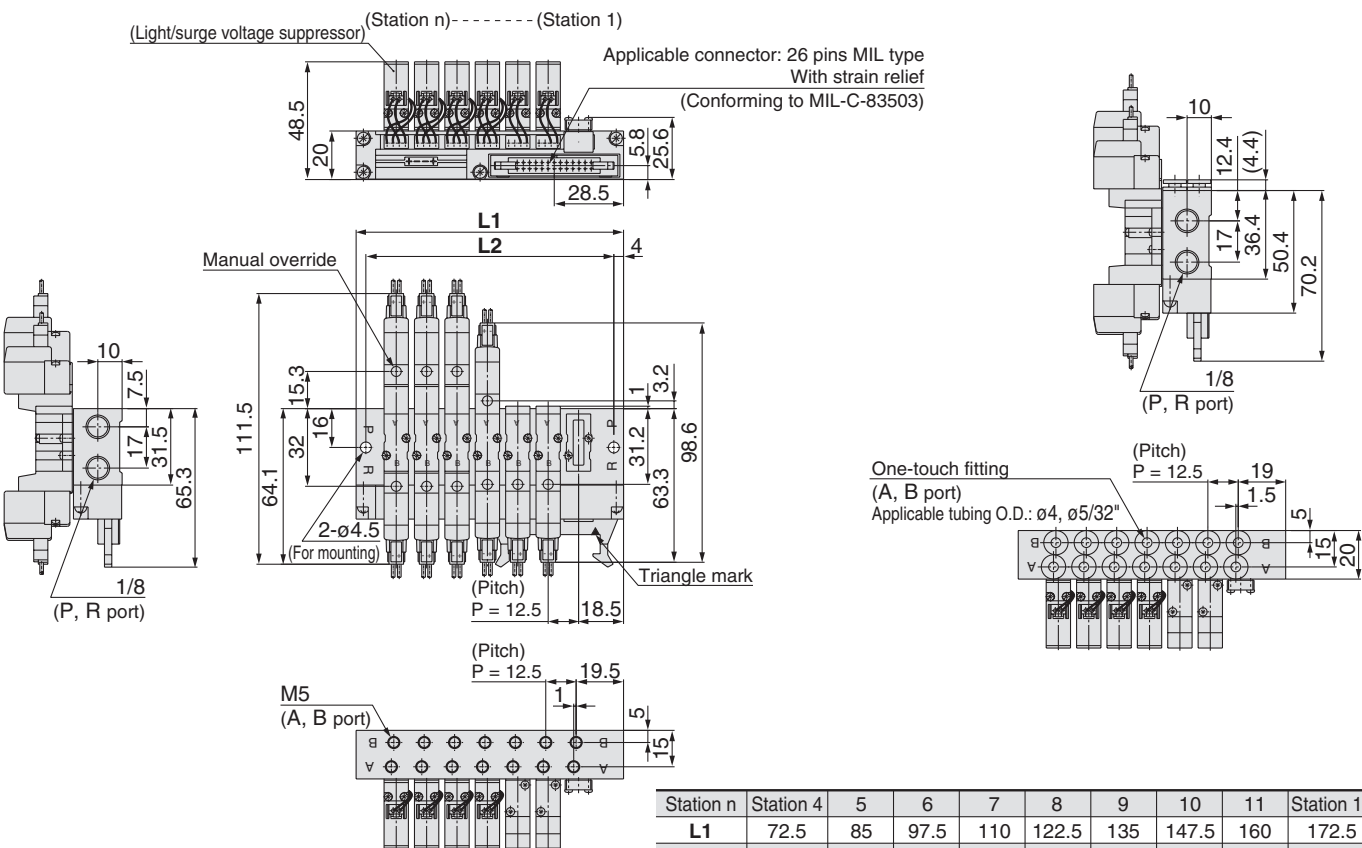 (Station n)--------(Station 1)
(Light/surge voltage suppressor)
Applicable connector: 26 pins MIL type
With strain relief
(Conforming to MIL-C-83503)
48.5
20
5.8
25.6
28.5
L1
L2
4
Manual override
111.5
15.3
16
32
64.1
P
R
P
R
A
A
A
A
B
B
B
B
1
3.2
31.2
63.3
98.6
2-ø4.5
(For mounting)
Triangle mark
(Pitch)
P = 12.5
18.5
10
7.5
17
31.5
65.3
1/8
(P, R port)
10
12.4
(4.4)
17
36.4
50.4
70.2
1/8
(P, R port)
One-touch fitting
(A, B port)
Applicable tubing O.D.: ø4, ø5/32"
(Pitch)
P = 12.5
19
1.5
5
15
20
B
B
A
(Pitch)
P = 12.5
19.5
1
M5
(A, B port)
5
15
B
B
A
A
Station n Station 4 5 6 7 8 9 10 11 Station 1
L1 72.5 85 97.5 110 122.5 135 147.5 160 172.5